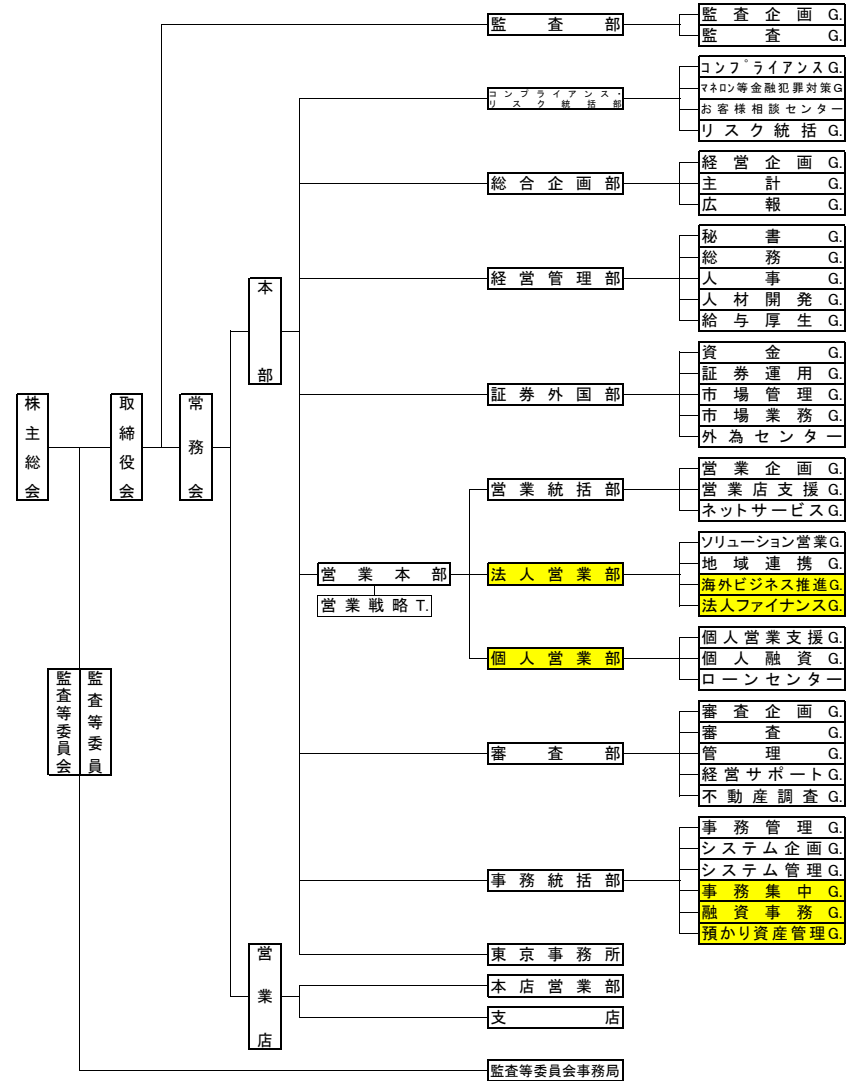 監査部
監査企画G.
監査G.
コンプライアンス・
リスク統括部
コンプライアンスG.
マネロン等金融犯罪対策G
お客様相談センター
リスク統括G.
総合企画部
経営企画G.
主計G.
広報G.
経営管理部
秘書G.
総務G.
人事G.
人材開発G.
給与厚生G.
本部
証券外国部
資金G.
証券運用G.
市場管理G.
市場業務G.
外為センター
株主総会
取締役会
常務会
営業統括部
営業企画G.
営業店支援G.
ネットサービスG.
営業本部
営業戦略T.
法人営業部
ソリューション営業G.
地域連携G.
海外ビジネス推進G.
法人ファイナンスG.
個人営業部
個人営業支援G.
個人融資G.
ローンセンター
監査等委員会
監査等委員
審査部
審査企画G.
審査G.
管理G.
経営サポートG.
不動産調査G.
事務統括部
事務管理G.
システム企画G.
システム管理G.
事務集中G.
融資事務G.
預かり資産管理G.
東京事務所
営業店
本店営業部
支店
監査等委員会事務局